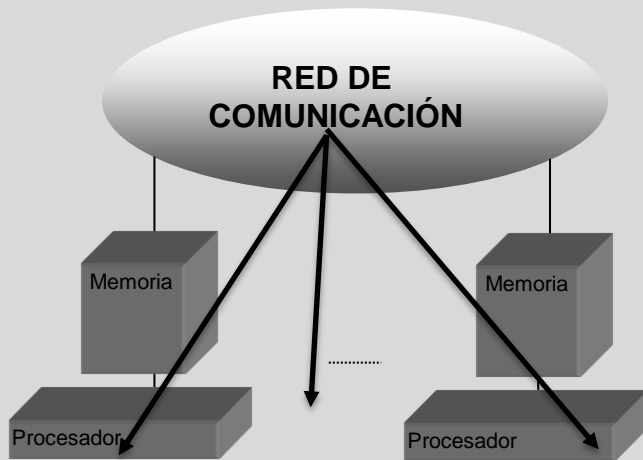 RED DE
COMUNICACIÓN
Memoria
Memoria
Procesador
Procesador